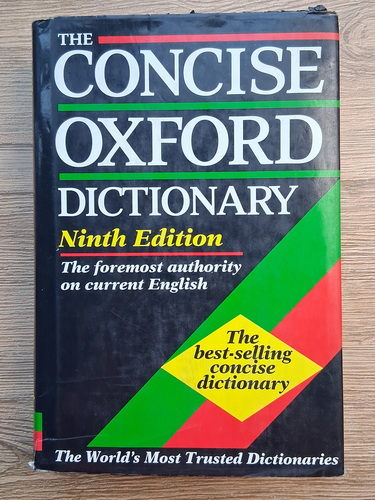 THE
CONCISE
OXFORD
DICTIONARY
Ninth Edition
The foremost authority
on current English
The
best-selling
concise
dictionary
The World's Most Trusted Dictionaries